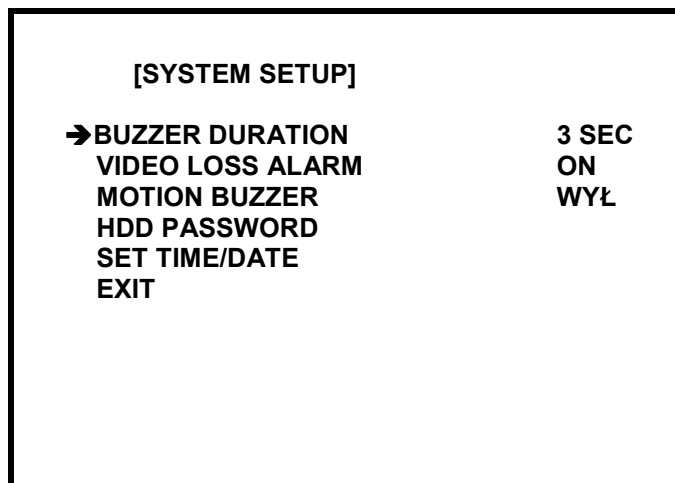 [SYSTEM SETUP]
➔BUZZER DURATION 3 SEC
VIDEO LOSS ALARM ON
MOTION BUZZER WYŁ
HDD PASSWORD
SET TIME/DATE
EXIT